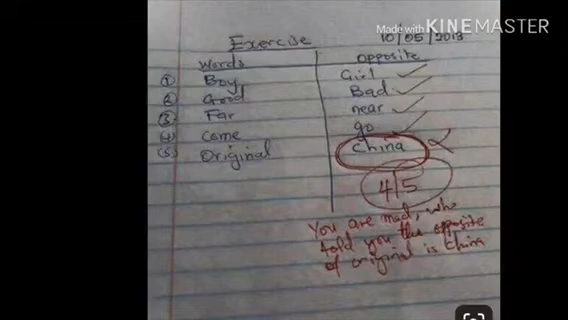 Made with KINEMASTER
Exercise 10/05/2013
Words Opposite
① Boy Girl
② Good Bad
③ Far near
④ Come go
⑤ Original China
4/5
You are mad, who
told you the opposite
of original is China